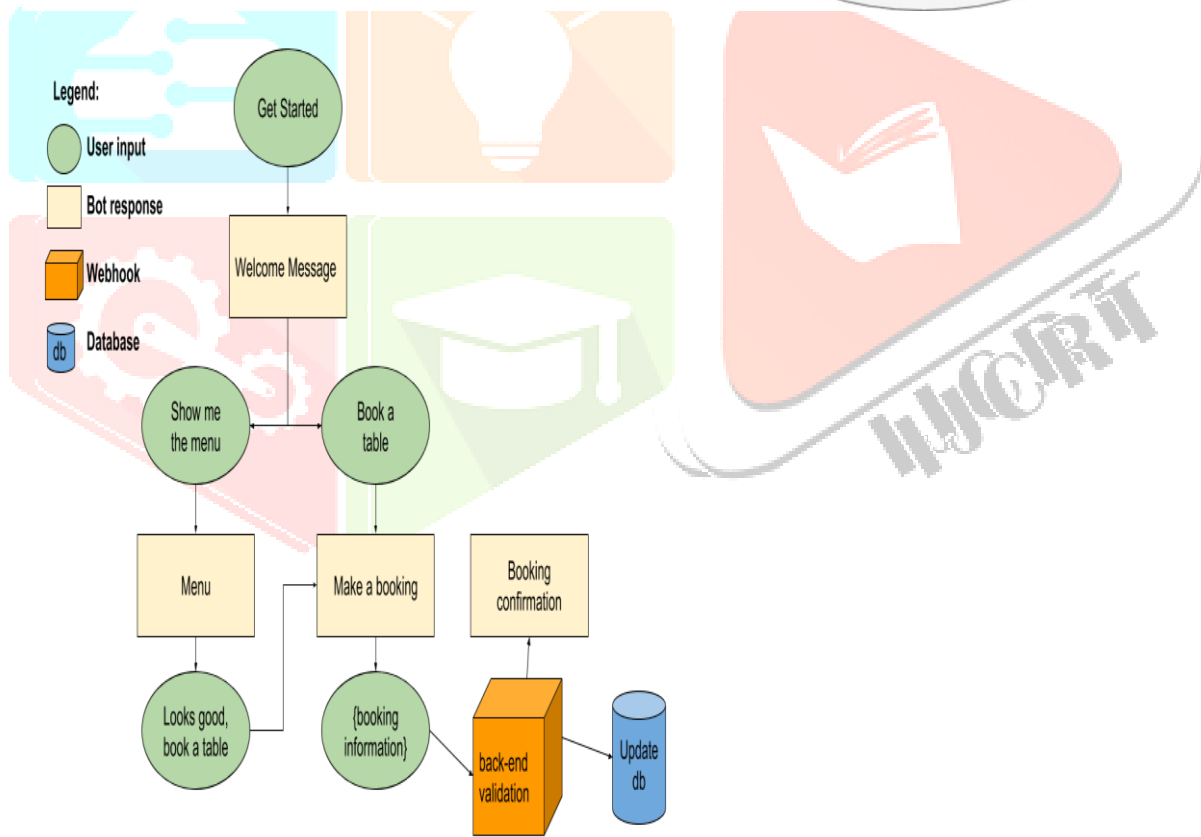 Legend:
User input
Bot response
Webhook
db
Database
Get Started
Welcome Message
Show me
the menu
Book a
table
Menu
Make a booking
Booking
confirmation
Looks good,
book a table
{booking
information}
back-end
validation
Update
db
IJCRT